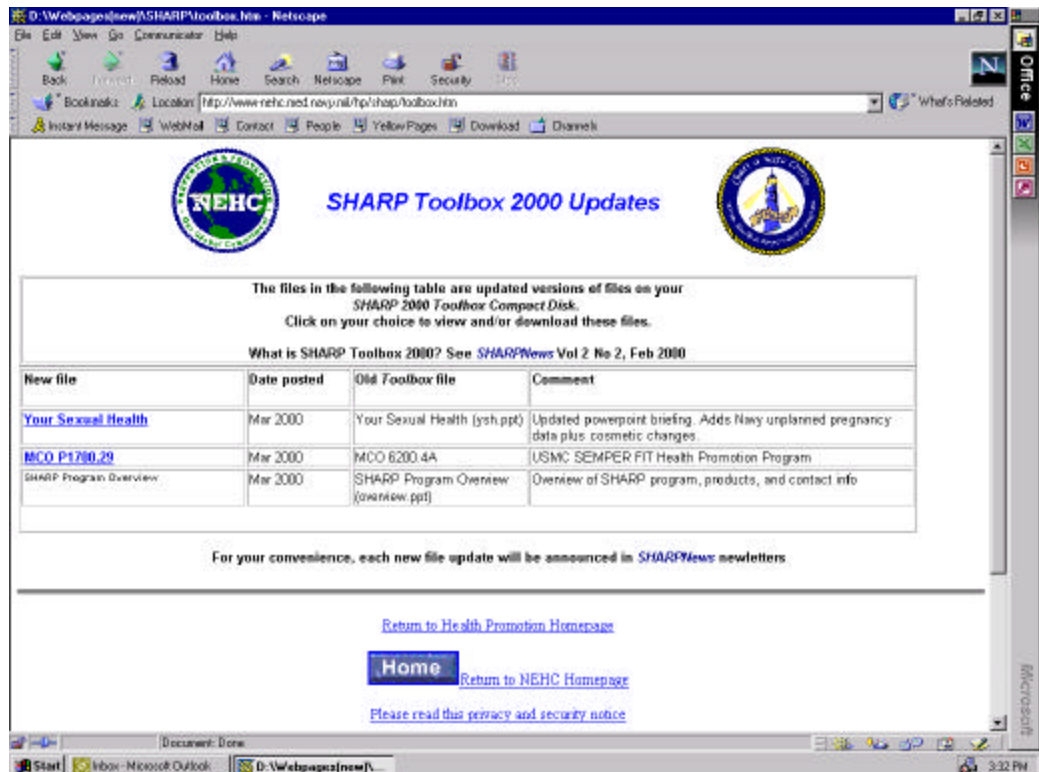 D:\Webpages(new)\SHARP\toolbox.htm - Netscape
File Edit View Go Communicator Help
Back Forward Reload Home Search Netscape Print Security Stop
Bookmarks Location: http://www-nehc.med.navy.mil/hp/sharp/toolbox.htm What's Related
Instant Message WebMail Contact People Yellow Pages Download Channels
Office
NEHC
SHARP Toolbox 2000 Updates
The files in the following table are updated versions of files on your
SHARP 2000 Toolbox Compact Disk.
Click on your choice to view and/or download these files.
What is SHARP Toolbox 2000? See SHARPNews Vol 2 No 2, Feb 2000
New file Date posted Old Toolbox file Comment
Your Sexual Health Mar 2000 Your Sexual Health (ysh.ppt) Updated powerpoint briefing. Adds Navy unplanned pregnancy
data plus cosmetic changes.
MCO P1700.29 Mar 2000 MCO 6200.4A USMC SEMPER FIT Health Promotion Program
SHARP Program Overview Mar 2000 SHARP Program Overview Overview of SHARP program, products, and contact info
(overview.ppt)
For your convenience, each new file update will be announced in SHARPNews newletters
Return to Health Promotion Homepage
Home Return to NEHC Homepage
Please read this privacy and security notice
Microsoft
Document: Done
Start Inbox - Microsoft Outlook D:\Webpages(new)\... 3:32 PM